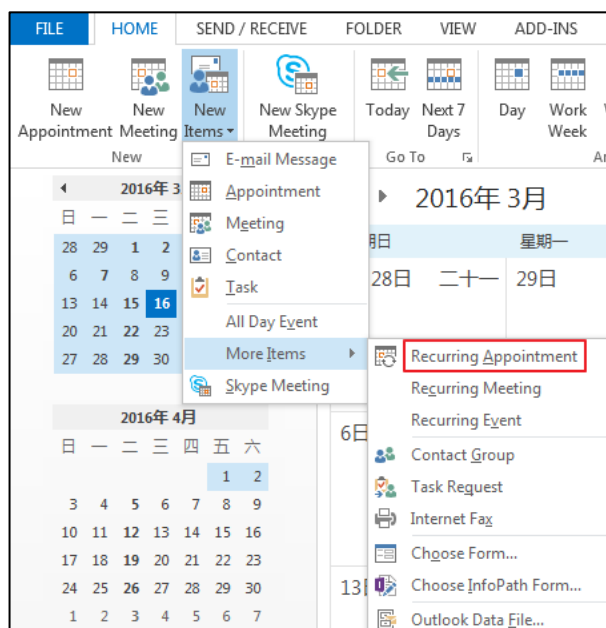 FILE HOME SEND / RECEIVE FOLDER VIEW ADD-INS
New Appointment
New Meeting
New Items
New Skype Meeting
Today
Next 7 Days
Day
Work Week
New
Go To
2016年 3
日 一 二 三
28 29 1 2
6 7 8 9
13 14 15 16
20 21 22 23
27 28 29 30
E-mail Message
Appointment
Meeting
Contact
Task
All Day Event
More Items
Skype Meeting
2016年 3月
星期一
28日 二十一 29日
Recurring Appointment
Recurring Meeting
Recurring Event
Contact Group
Task Request
Internet Fax
Choose Form...
Choose InfoPath Form...
Outlook Data File...
2016年 4月
日 一 二 三 四 五 六
1 2
3 4 5 6 7 8 9
10 11 12 13 14 15 16
17 18 19 20 21 22 23
24 25 26 27 28 29 30
1 2 3 4 5 6 7